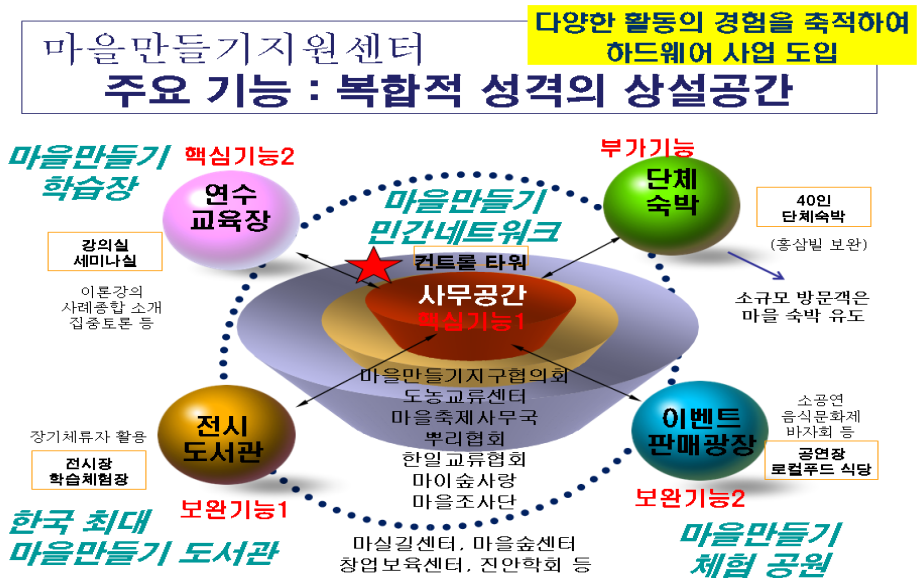 다양한 활동의 경험을 축적하여
하드웨어 사업 도입
마을만들기지원센터
주요 기능 : 복합적 성격의 상설공간
마을만들기
학습장
핵심기능2
연수
교육장
강의실
세미나실
이론강의
사례종합 소개
집중토론 등
마을만들기
민간네트워크
컨트롤 타워
사무공간
핵심기능1
부가기능
단체
숙박
40인
단체숙박
(홍삼빌 보완)
소규모 방문객은
마을 숙박 유도
마을만들기지구협의회
도농교류센터
마을축제사무국
뿌리협회
한일교류협회
마이숲사랑
마을조사단
마실길센터, 마을숲센터
창업보육센터, 진안학회 등
전시
도서관
장기체류자 활용
전시장
학습체험장
보완기능1
한국 최대
마을만들기 도서관
이벤트
판매광장
소공연
음식문화제
바자회 등
공연장
로컬푸드 식당
보완기능2
마을만들기
체험 공원